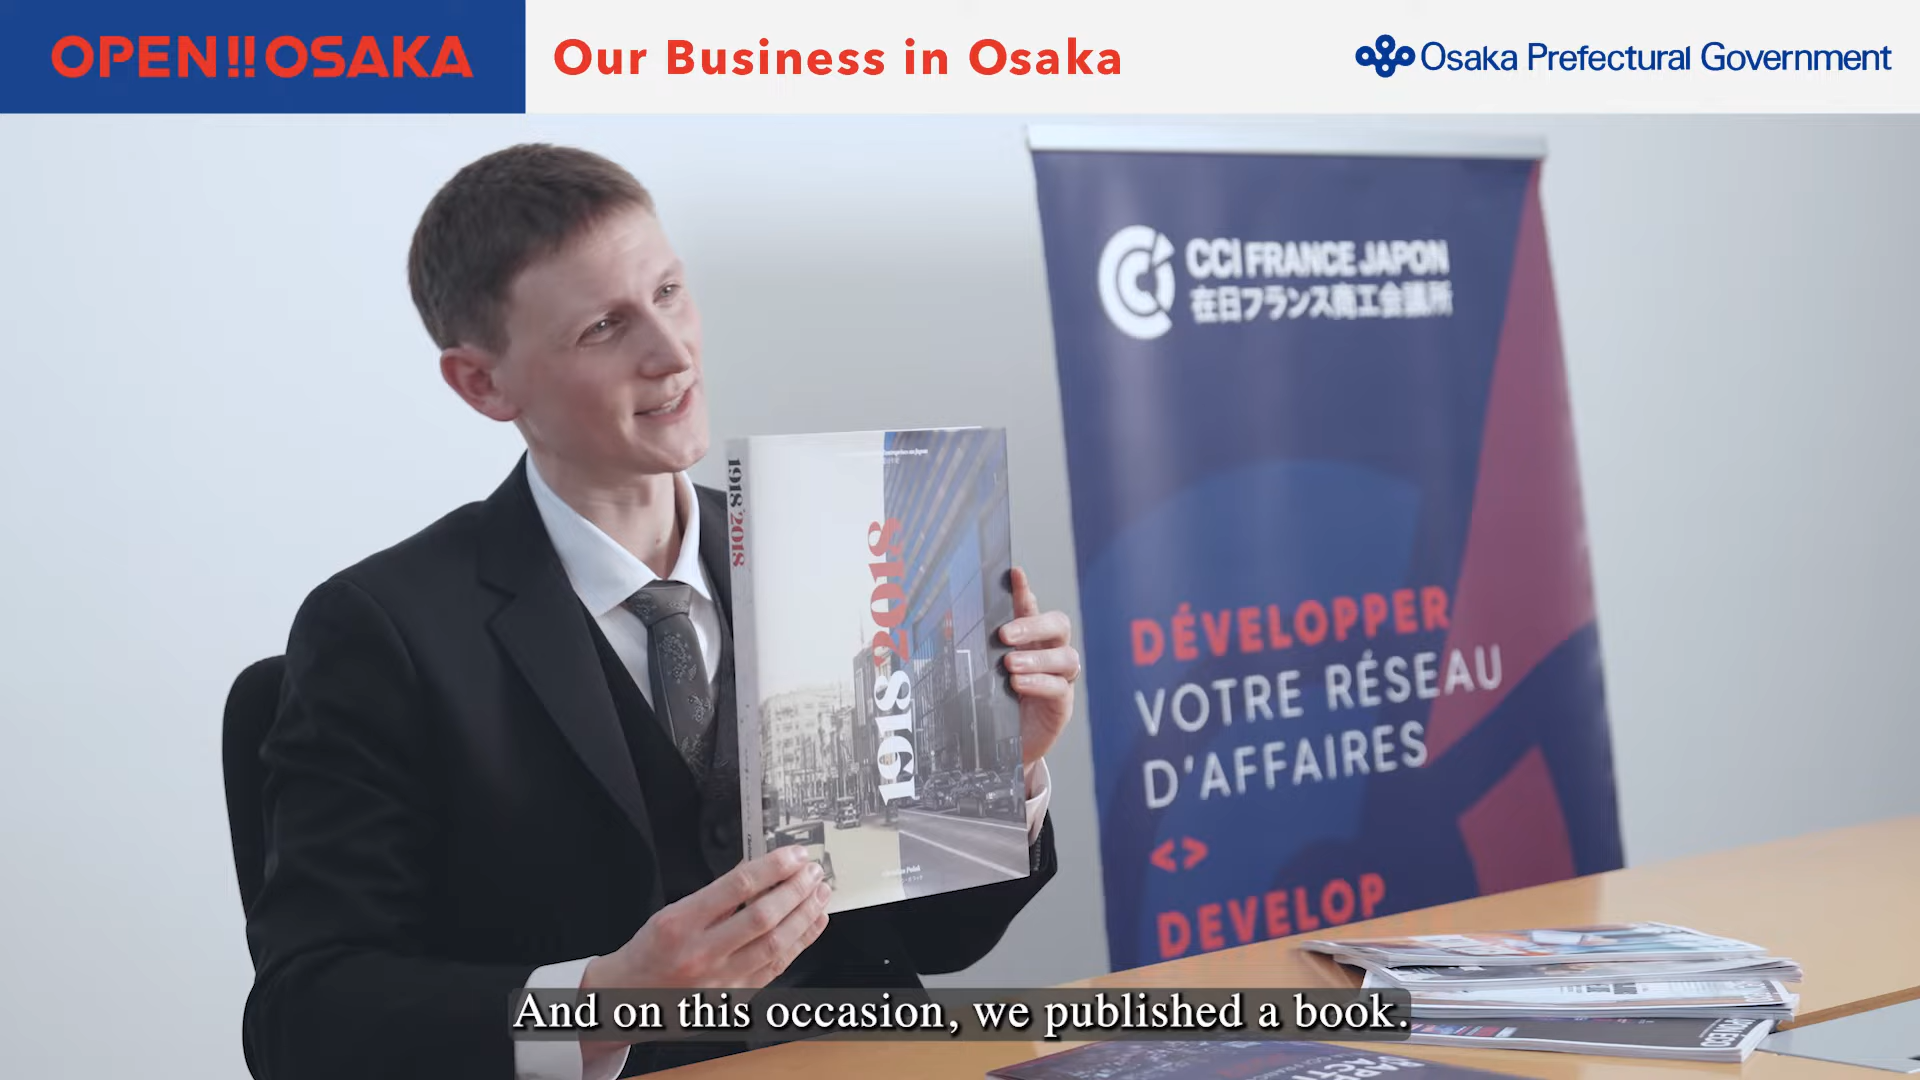 OPEN!!OSAKA
Our Business in Osaka
Osaka Prefectural Government
CCI FRANCE JAPON
在日フランス商工会議所
DÉVELOPPER
VOTRE RÉSEAU
D'AFFAIRES
<>
DEVELOP
1918 2018
1918 2018
And on this occasion, we published a book.